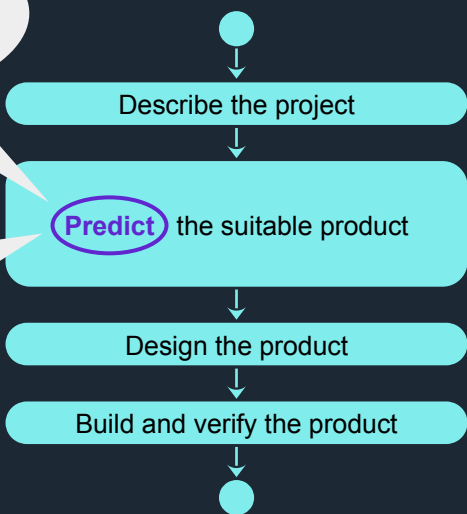 Describe the project
Predict the suitable product
Design the product
Build and verify the product